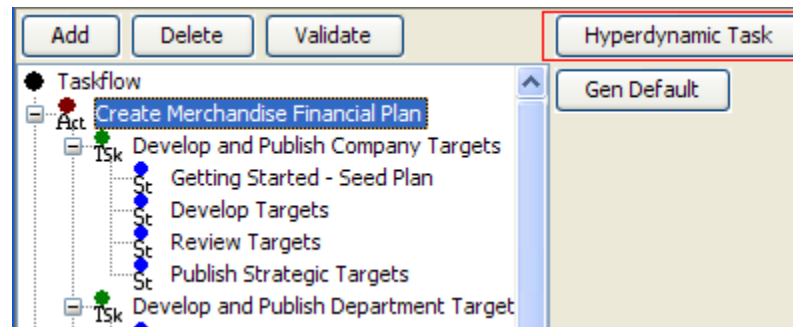 Add Delete Validate Hyperdynamic Task
Taskflow Gen Default
Act Create Merchandise Financial Plan
Tsk Develop and Publish Company Targets
St Getting Started - Seed Plan
St Develop Targets
St Review Targets
St Publish Strategic Targets
Tsk Develop and Publish Department Target